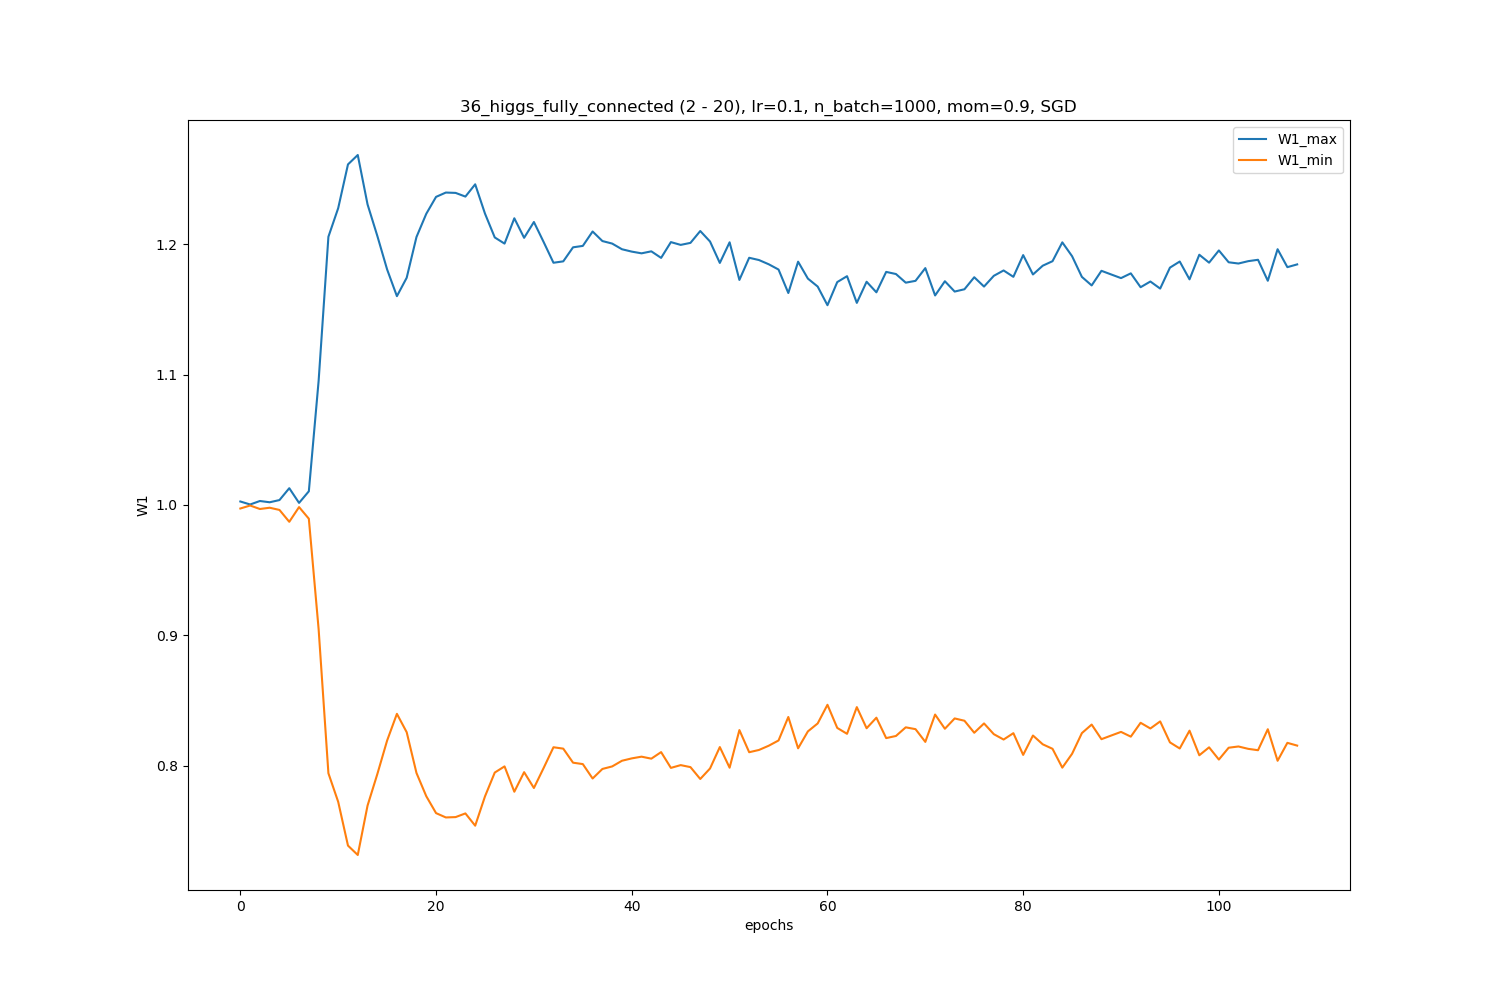 36_higgs_fully_connected (2 - 20), lr=0.1, n_batch=1000, mom=0.9, SGD
W1_max
W1_min
1.2
1.1
1.0
0.9
0.8
W1
0 20 40 60 80 100
epochs